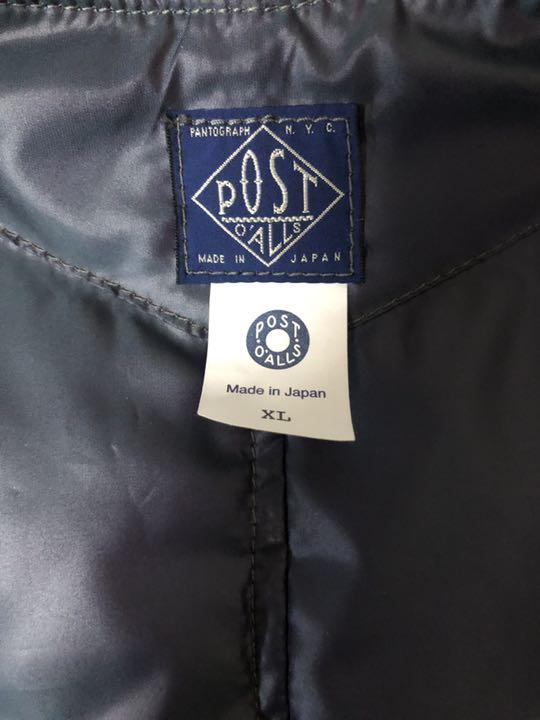 PANTOGRAPH N. Y. C.
POST
O'ALLS
MADE IN JAPAN
POST
O'ALLS
Made in Japan
XL